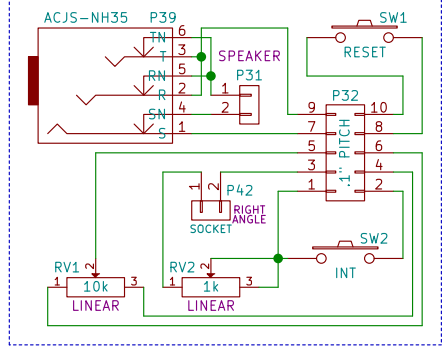 ACJS-NH35 P39
TN 6
T 3
RN 5
R 2
SN 4
S 1
SPEAKER
P31
1
2
SW1
RESET
P32
.1" PITCH
9 10
7 8
5 6
3 4
1 2
P42
1 2
SOCKET
RIGHT
ANGLE
SW2
INT
RV1
2
1 10k 3
LINEAR
RV2
2
1 1k 3
LINEAR